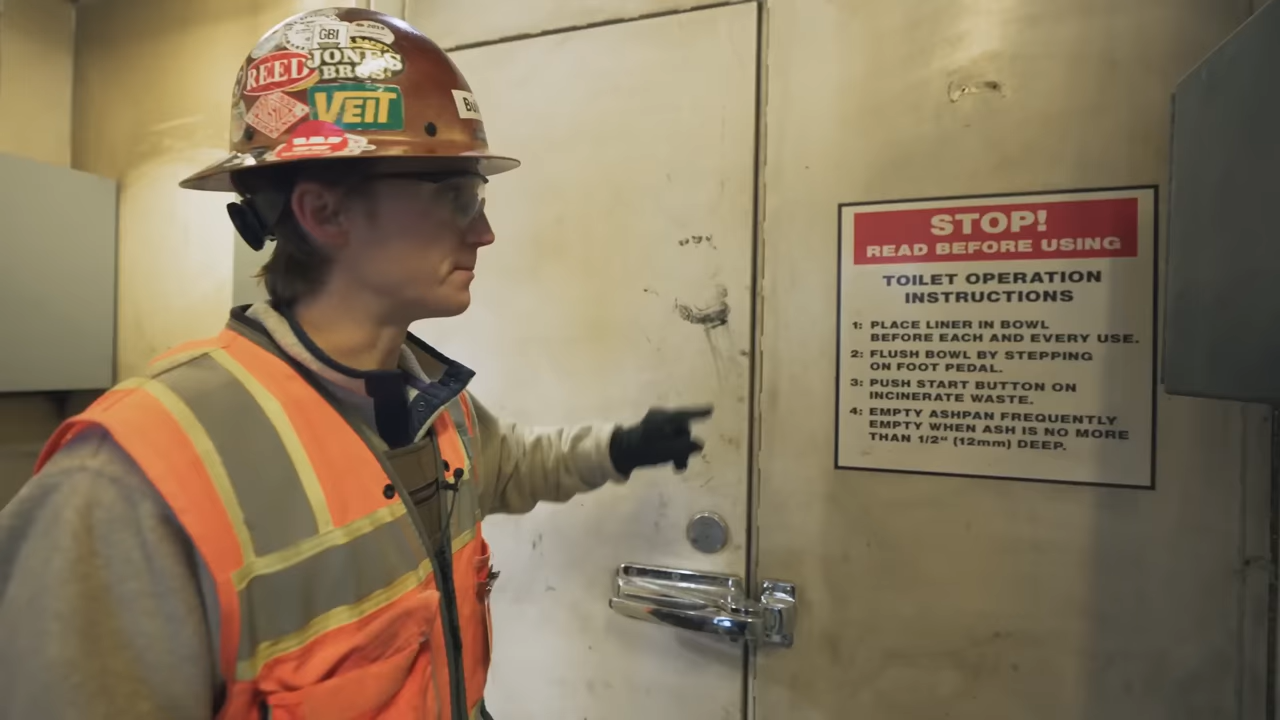 GBI
JONES
BROS
REED
VEIT
STOP!
READ BEFORE USING
TOILET OPERATION
INSTRUCTIONS
1: PLACE LINER IN BOWL
BEFORE EACH AND EVERY USE.
2: FLUSH BOWL BY STEPPING
ON FOOT PEDAL.
3: PUSH START BUTTON ON
INCINERATE WASTE.
4: EMPTY ASHPAN FREQUENTLY
EMPTY WHEN ASH IS NO MORE
THAN 1/2" (12mm) DEEP.